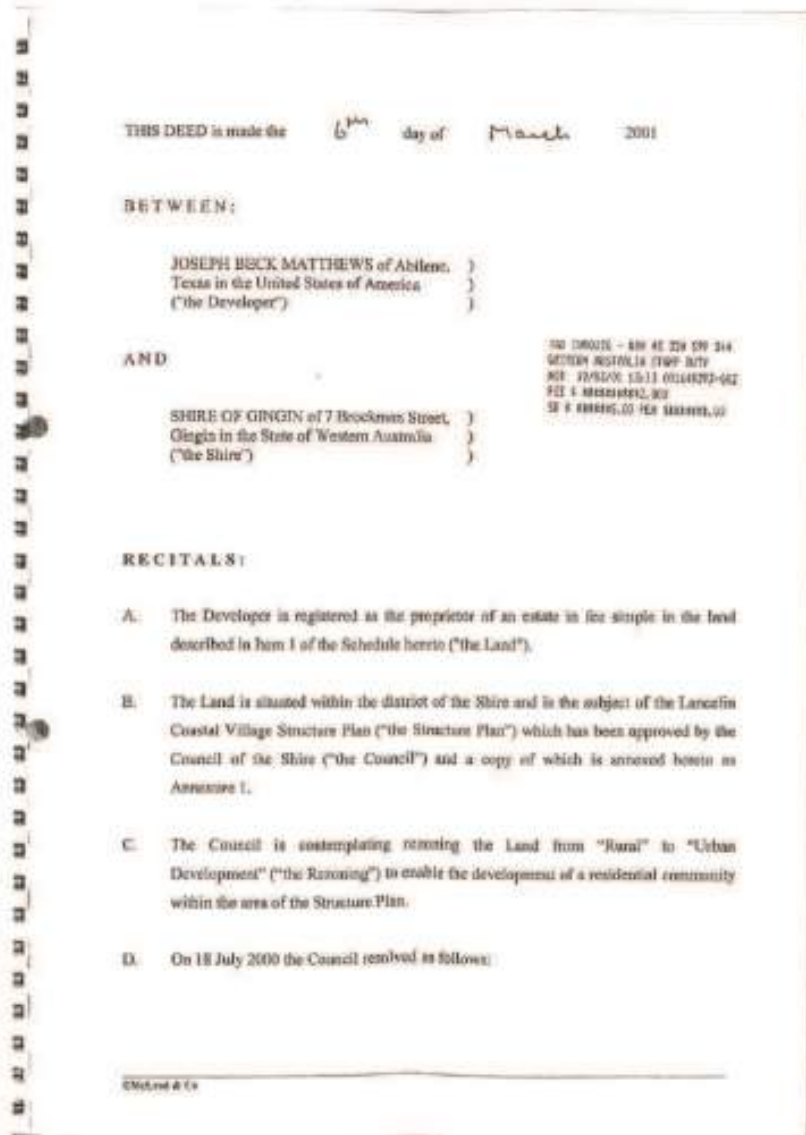 THIS DEED is made the 6th day of March 2001
BETWEEN:
JOSEPH BECK MATTHEWS of Abilene, )
Texas in the United States of America )
("the Developer") )
AND
WESTERN AUSTRALIA STAMP DUTY
SHIRE OF GINGIN of 7 Brockman Street, )
Gingin in the State of Western Australia )
("the Shire") )
RECITALS:
A. The Developer is registered as the proprietor of an estate in fee simple in the land
described in Item 1 of the Schedule hereto ("the Land").
B. The Land is situated within the district of the Shire and is the subject of the Lancelin
Coastal Village Structure Plan ("the Structure Plan") which has been approved by the
Council of the Shire ("the Council") and a copy of which is annexed hereto as
Annexure 1.
C. The Council is contemplating rezoning the Land from "Rural" to "Urban
Development" ("the Rezoning") to enable the development of a residential community
within the area of the Structure Plan.
D. On 18 July 2000 the Council resolved as follows:
©McLeod & Co